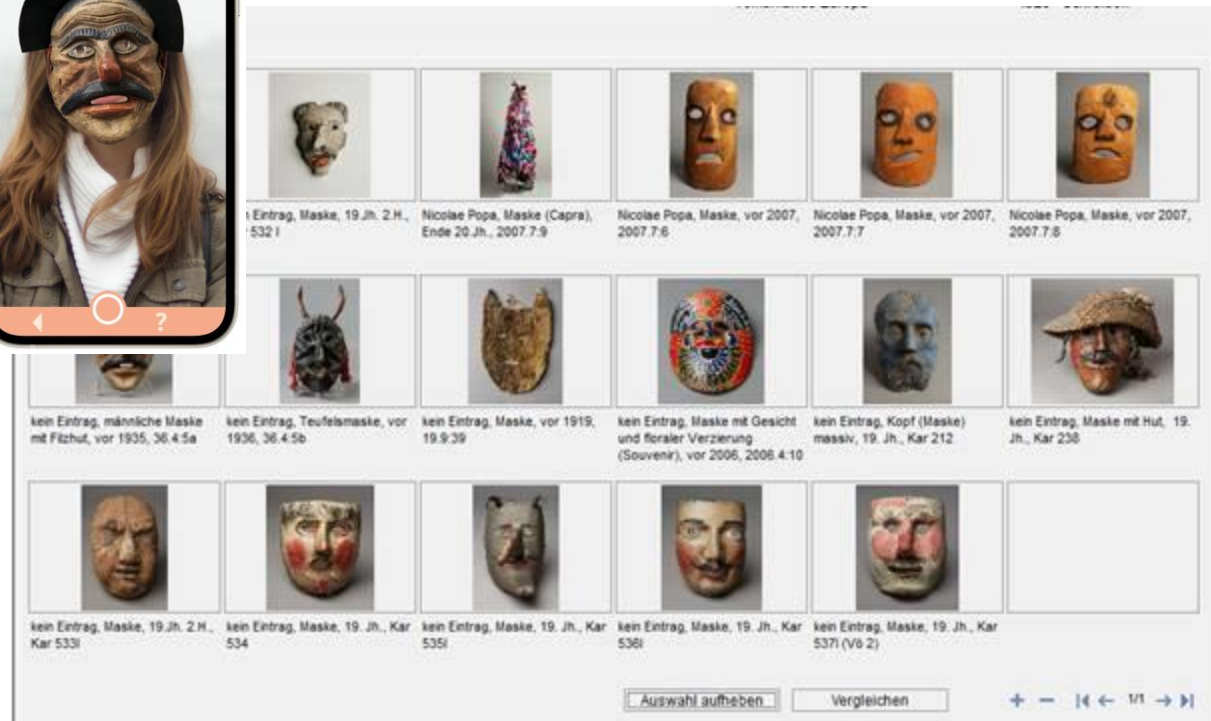 ?
Eintrag, Maske, 19.Jh. 2.H.,
532 I
Nicolae Popa, Maske (Capra),
Ende 20.Jh., 2007.7:9
Nicolae Popa, Maske, vor 2007,
2007.7:6
Nicolae Popa, Maske, vor 2007,
2007.7:7
Nicolae Popa, Maske, vor 2007,
2007.7:8
kein Eintrag, männliche Maske
mit Filzhut, vor 1935, 36.4:5a
kein Eintrag, Teufelsmaske, vor
1936, 36.4:5b
kein Eintrag, Maske, vor 1919,
19.9:39
kein Eintrag, Maske mit Gesicht
und floraler Verzierung
(Souvenir), vor 2006, 2006.4:10
kein Eintrag, Kopf (Maske)
massiv, 19. Jh., Kar 212
kein Eintrag, Maske mit Hut, 19.
Jh., Kar 238
kein Eintrag, Maske, 19.Jh. 2.H.,
Kar 533I
kein Eintrag, Maske, 19. Jh., Kar
534
kein Eintrag, Maske, 19. Jh., Kar
535I
kein Eintrag, Maske, 19. Jh., Kar
536I
kein Eintrag, Maske, 19. Jh., Kar
537I (Vö 2)
Auswahl aufheben
Vergleichen
1/1